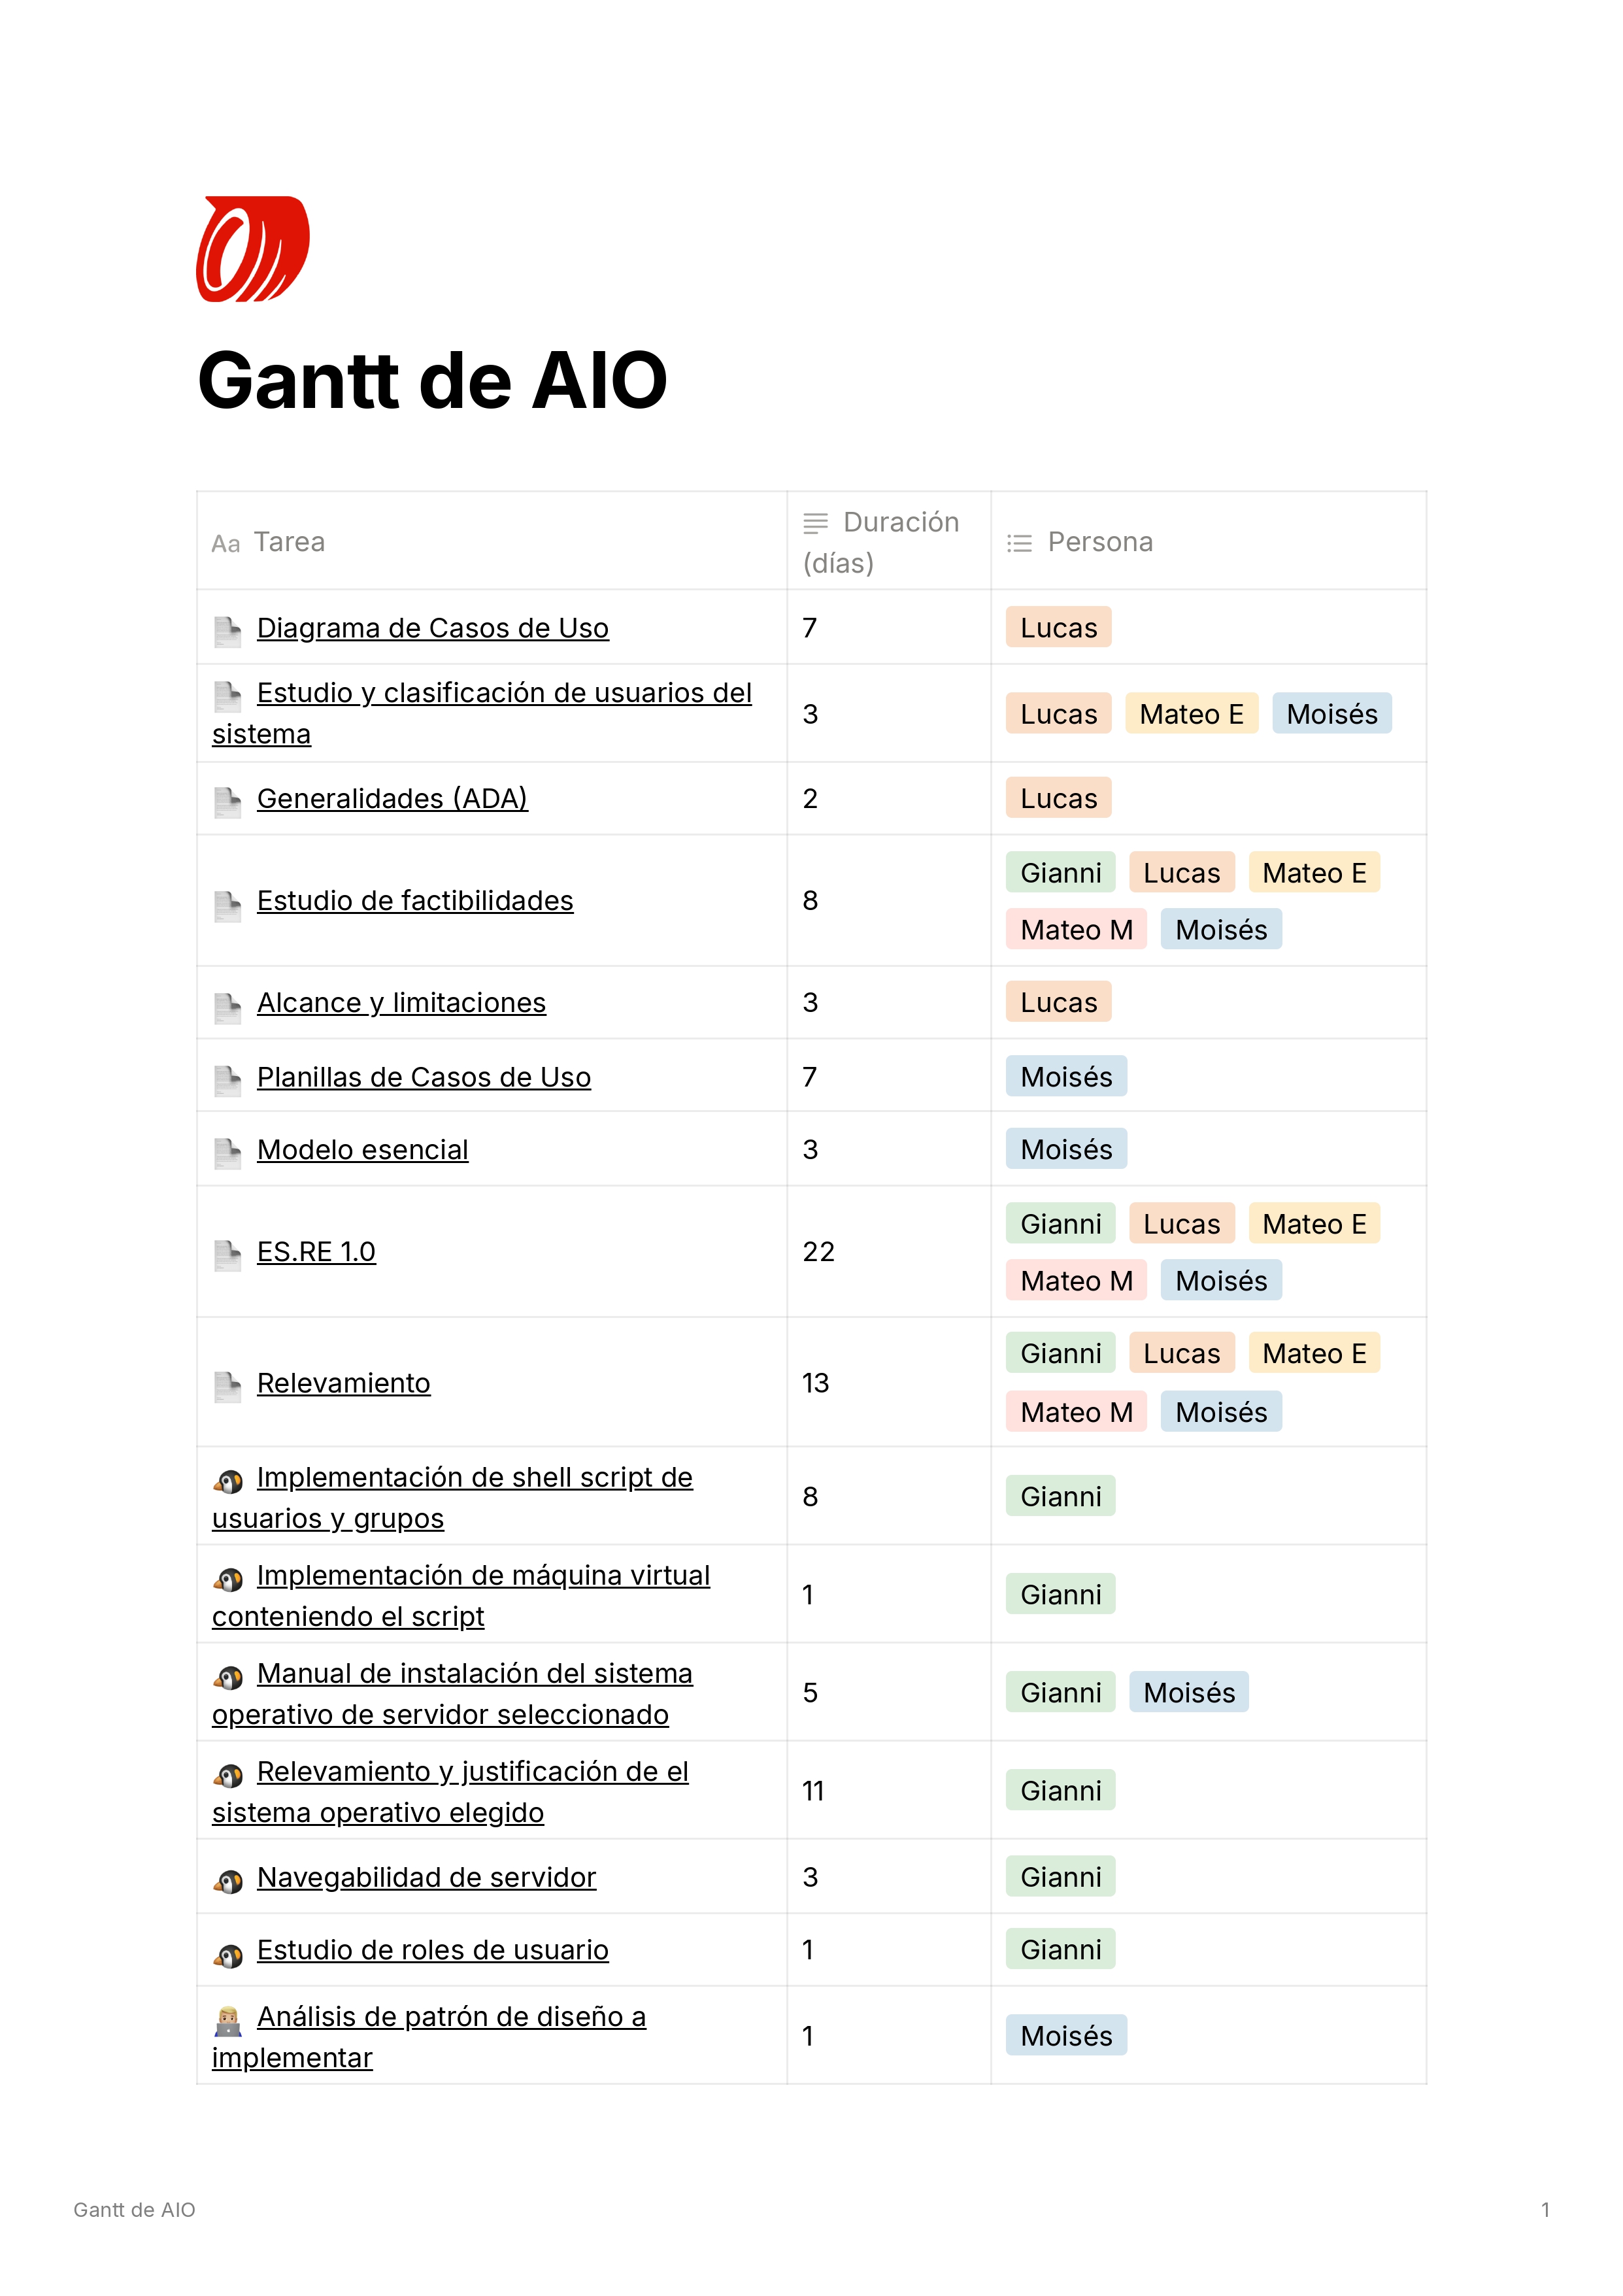 Gantt de AIO
Aa Tarea
Duración
(días)
Persona
Diagrama de Casos de Uso
7
Lucas
Estudio y clasificación de usuarios del
sistema
3
Lucas Mateo E Moisés
Generalidades (ADA)
2
Lucas
Estudio de factibilidades
8
Gianni Lucas Mateo E
Mateo M Moisés
Alcance y limitaciones
3
Lucas
Planillas de Casos de Uso
7
Moisés
Modelo esencial
3
Moisés
ES.RE 1.0
22
Gianni Lucas Mateo E
Mateo M Moisés
Relevamiento
13
Gianni Lucas Mateo E
Mateo M Moisés
Implementación de shell script de
usuarios y grupos
8
Gianni
Implementación de máquina virtual
conteniendo el script
1
Gianni
Manual de instalación del sistema
operativo de servidor seleccionado
5
Gianni Moisés
Relevamiento y justificación de el
sistema operativo elegido
11
Gianni
Navegabilidad de servidor
3
Gianni
Estudio de roles de usuario
1
Gianni
Análisis de patrón de diseño a
implementar
1
Moisés
Gantt de AIO
1